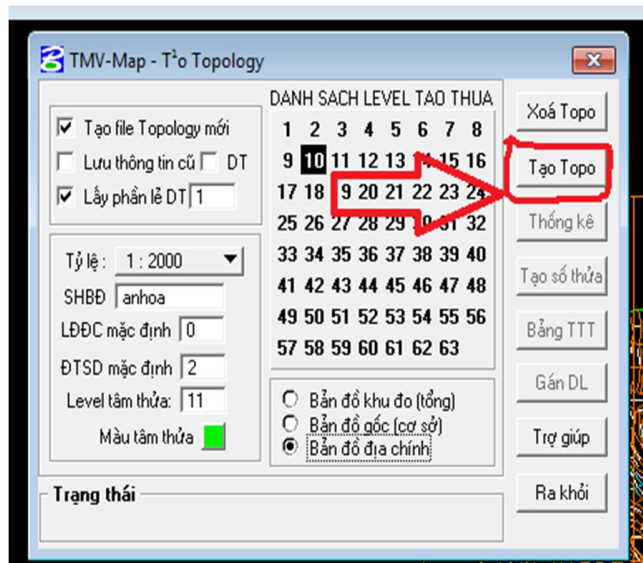 TMV-Map - T¹o Topology
Tạo file Topology mới
Lưu thông tin cũ DT
Lấy phần lẻ DT 1
Tỷ lệ : 1 : 2000
SHBĐ anhoa
LĐĐC mặc định 0
ĐTSD mặc định 2
Level tâm thửa: 11
Màu tâm thửa
DANH SACH LEVEL TAO THUA
1 2 3 4 5 6 7 8
9 10 11 12 13 14 15 16
17 18 9 20 21 22 23 24
25 26 27 28 29 30 31 32
33 34 35 36 37 38 39 40
41 42 43 44 45 46 47 48
49 50 51 52 53 54 55 56
57 58 59 60 61 62 63
Bản đồ khu đo (tổng)
Bản đồ gốc (cơ sở)
Bản đồ địa chính
Xoá Topo
Tạo Topo
Thống kê
Tạo số thửa
Bảng TTT
Gán DL
Trợ giúp
Ra khỏi
Trạng thái